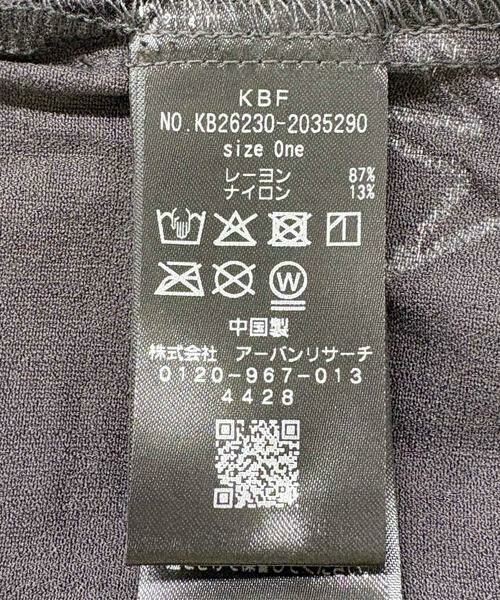 KBF
NO.KB26230-2035290
size One
レーヨン 87%
ナイロン 13%
W
中国製
株式会社 アーバンリサーチ
0120-967-013
4428